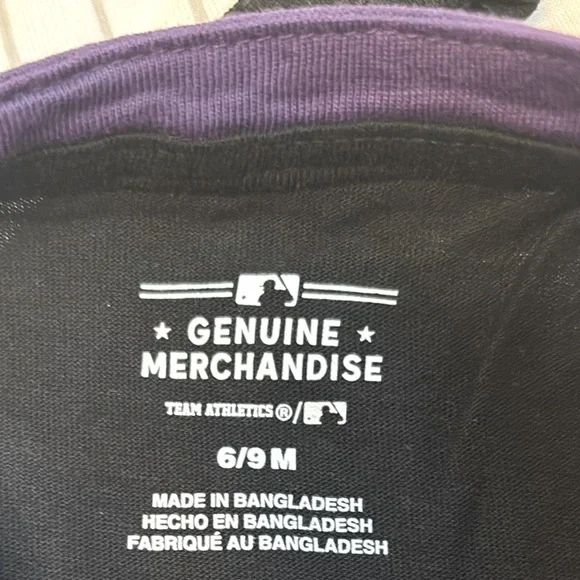 ★ GENUINE ★
MERCHANDISE
TEAM ATHLETICS®/
6/9 M
MADE IN BANGLADESH
HECHO EN BANGLADESH
FABRIQUÉ AU BANGLADESH